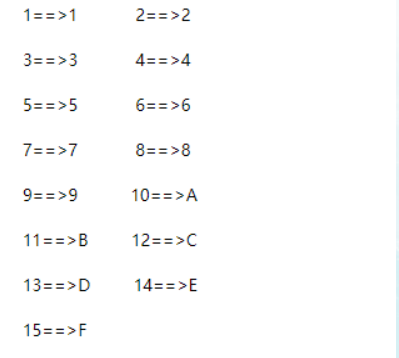 1==>1 2==>2
3==>3 4==>4
5==>5 6==>6
7==>7 8==>8
9==>9 10==>A
11==>B 12==>C
13==>D 14==>E
15==>F